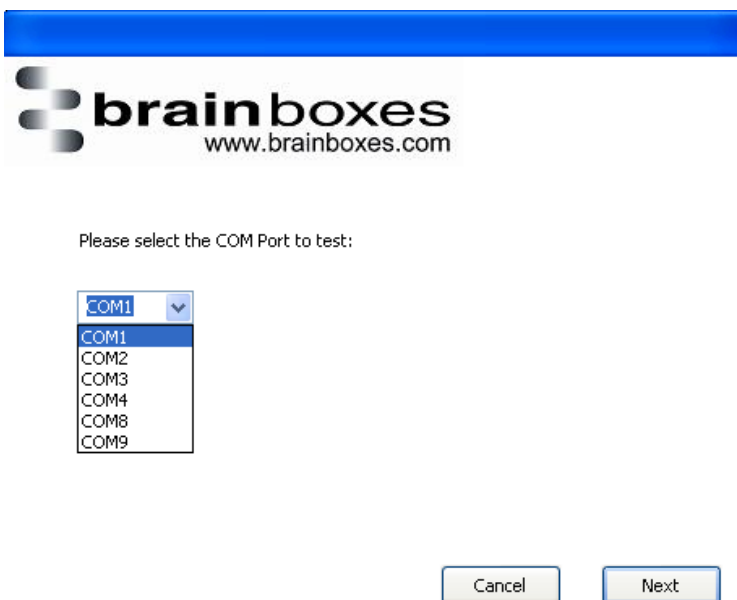 brainboxes
www.brainboxes.com
Please select the COM Port to test:
COM1
COM1
COM2
COM3
COM4
COM8
COM9
Cancel Next